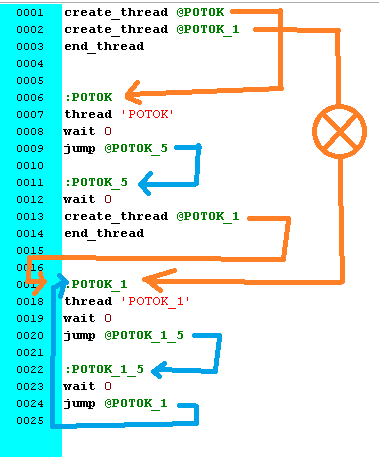 0001 create_thread @POTOK
0002 create_thread @POTOK_1
0003 end_thread
0004
0005
0006 :POTOK
0007 thread 'POTOK'
0008 wait 0
0009 jump @POTOK_5
0010
0011 :POTOK_5
0012 wait 0
0013 create_thread @POTOK_1
0014 end_thread
0015
0016
:POTOK_1
0018 thread 'POTOK_1'
0019 wait 0
0020 jump @POTOK_1_5
0021
0022 :POTOK_1_5
0023 wait 0
0024 jump @POTOK_1
0025